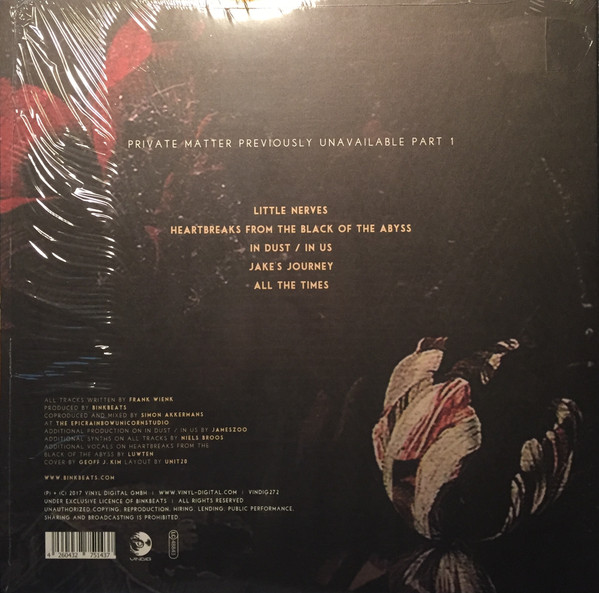 PRIVATE MATTER PREVIOUSLY UNAVAILABLE PART 1
LITTLE NERVES
HEARTBREAKS FROM THE BLACK OF THE ABYSS
IN DUST / IN US
JAKE'S JOURNEY
ALL THE TIMES
ALL TRACKS WRITTEN BY FRANK WIENK
PRODUCED BY BINKBEATS
COPRODUCED AND MIXED BY SIMON AKKERMANS
AT THE EPICRAINBOWUNICORNSTUDIO
ADDITIONAL PRODUCTION ON IN DUST / IN US BY JAMESZOO
ADDITIONAL SYNTHS ON ALL TRACKS BY NIELS BROOS
ADDITIONAL VOCALS ON HEARTBREAKS FROM THE
BLACK OF THE ABYSS BY LUWTEN
COVER BY GEOFF J. KIM LAYOUT BY UNIT28
WWW.BINKBEATS.COM
(P) + (C) 2017 VINYL DIGITAL GMBH | WWW.VINYL-DIGITAL.COM | VINDIG272
UNDER EXCLUSIVE LICENCE OF BINKBEATS | ALL RIGHTS RESERVED
UNAUTHORIZED COPYING, REPRODUCTION, HIRING, LENDING, PUBLIC PERFORMANCE,
SHARING AND BROADCASTING IS PROHIBITED
4 260432 751437
VINDIG